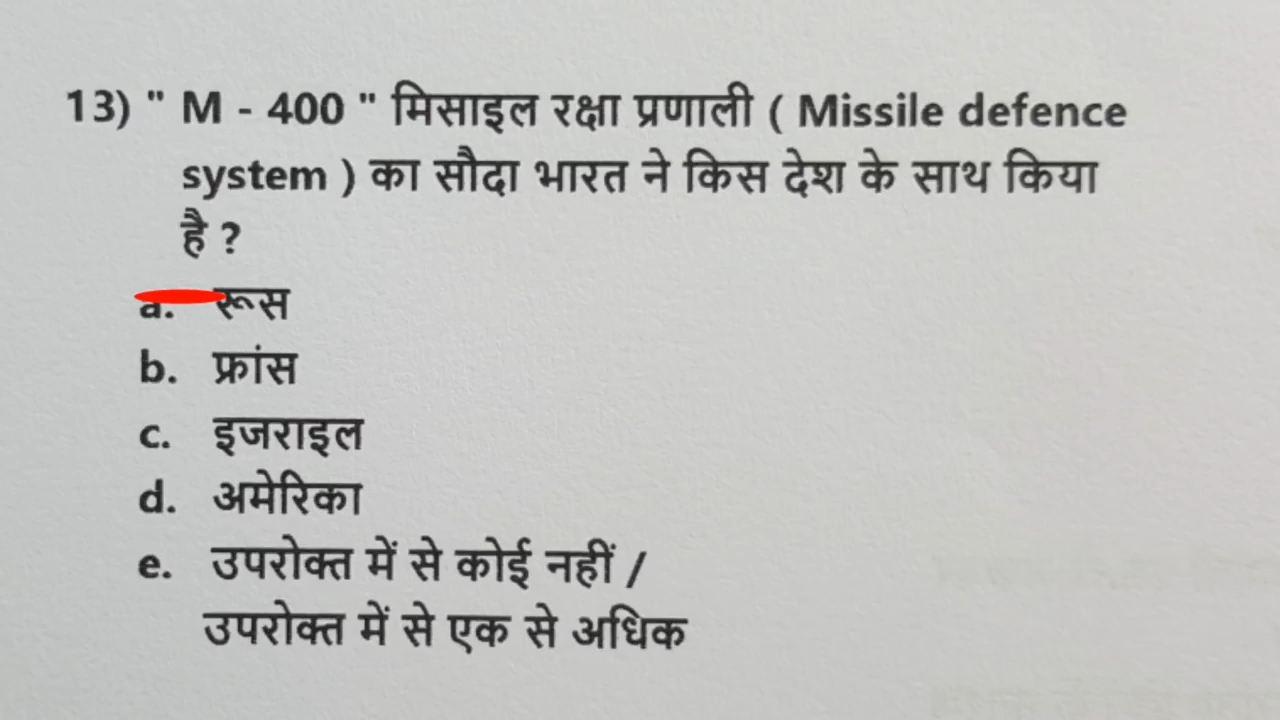 13) " M - 400 " मिसाइल रक्षा प्रणाली ( Missile defence
system ) का सौदा भारत ने किस देश के साथ किया
है ?
a. रूस
b. फ्रांस
c. इजराइल
d. अमेरिका
e. उपरोक्त में से कोई नहीं /
उपरोक्त में से एक से अधिक